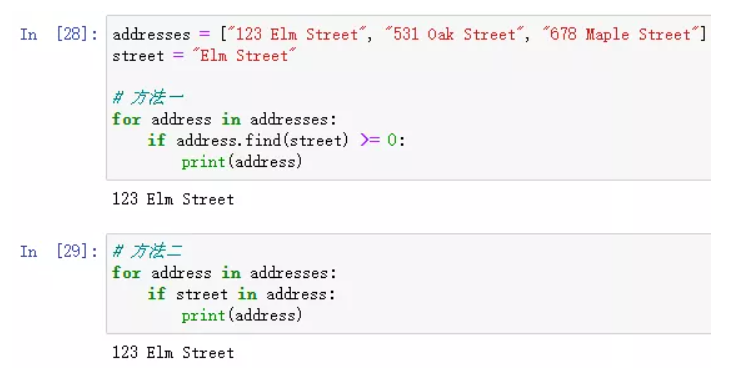 In [28]: addresses = ["123 Elm Street", "531 Oak Street", "678 Maple Street"]
street = "Elm Street"
# 方法一
for address in addresses:
if address.find(street) >= 0:
print(address)
123 Elm Street
In [29]: # 方法二
for address in addresses:
if street in address:
print(address)
123 Elm Street